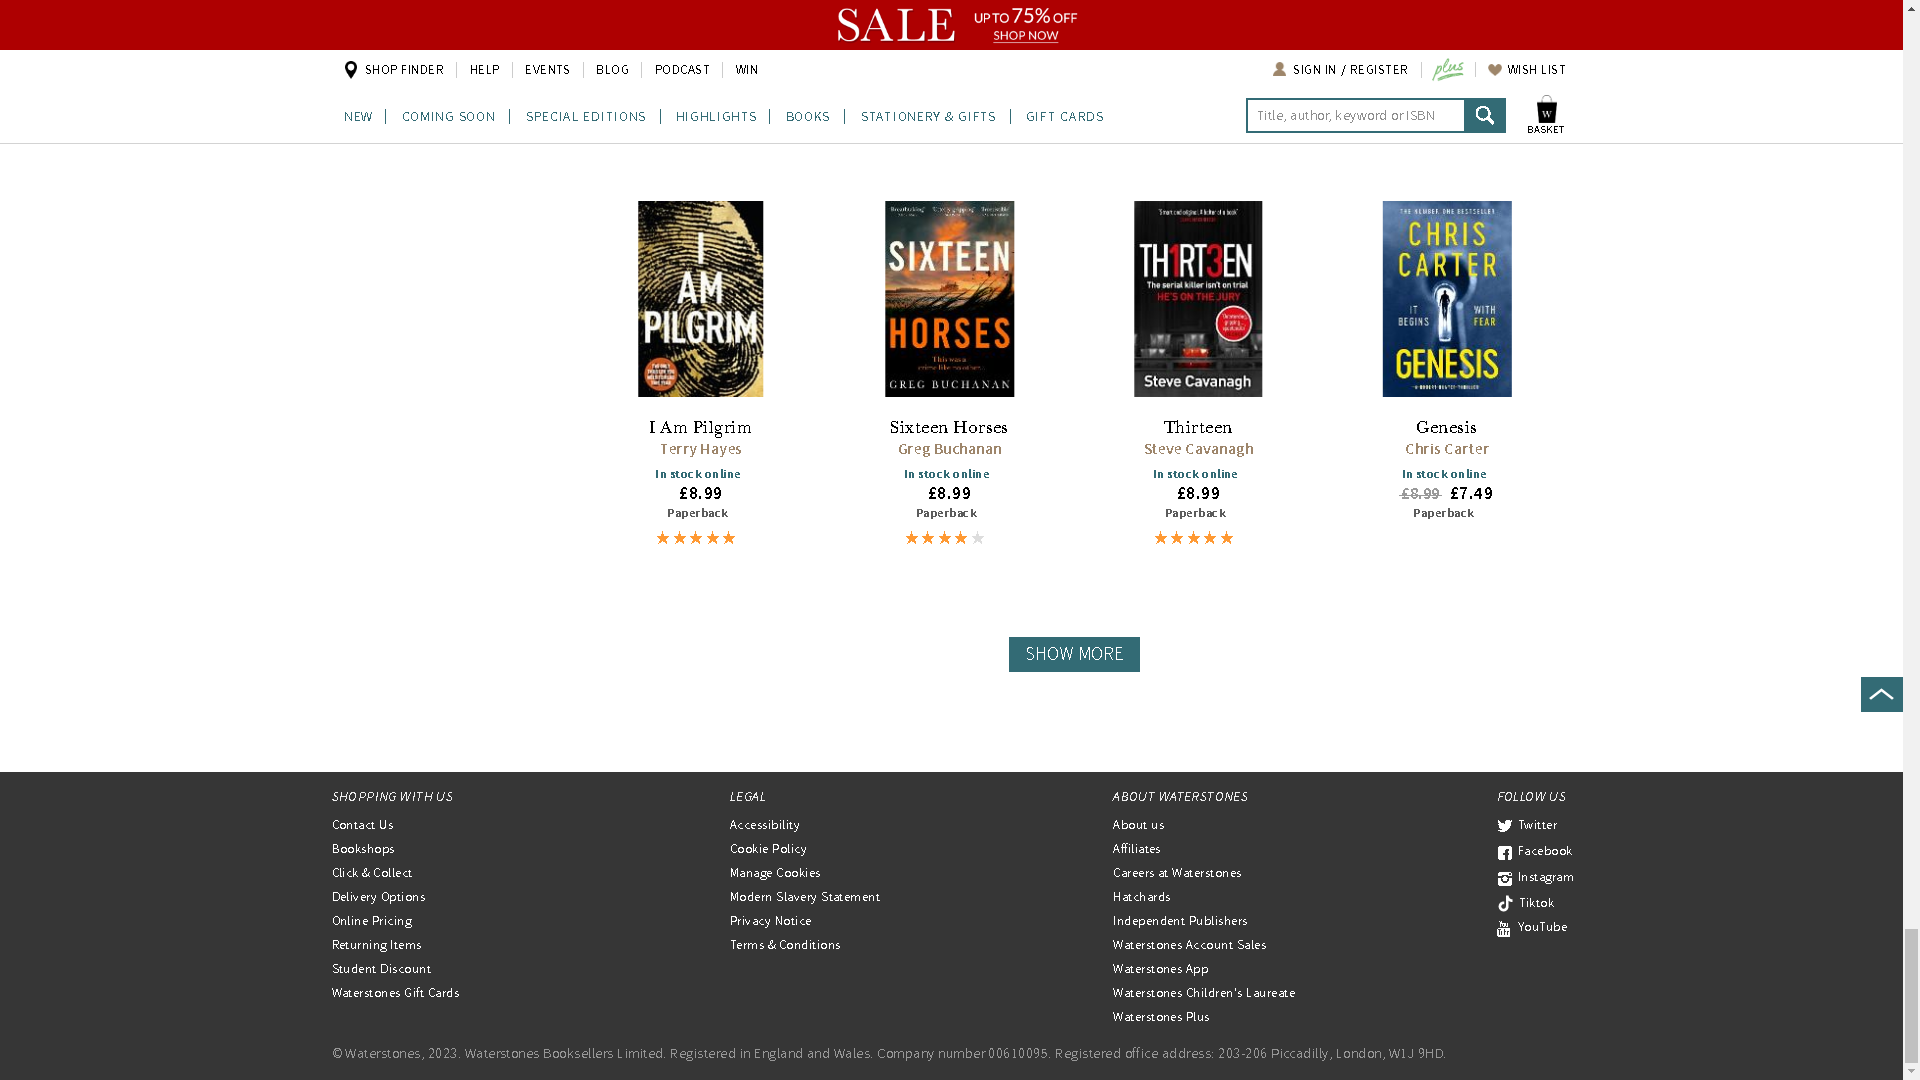 SALE UP TO 75% OFF
SHOP NOW
SHOP FINDER HELP EVENTS BLOG PODCAST WIN SIGN IN / REGISTER plus WISH LIST
NEW COMING SOON SPECIAL EDITIONS HIGHLIGHTS BOOKS STATIONERY & GIFTS GIFT CARDS Title, author, keyword or ISBN W
BASKET
I
AM
PILGRIM
SIXTEEN
HORSES
This was a
crime like no other...
GREG BUCHANAN
TH1RT3EN
The serial killer isn't on trial
HE'S ON THE JURY
Steve Cavanagh
THE NUMBER ONE BESTSELLER
CHRIS
CARTER
IT BEGINS WITH FEAR
GENESIS
I Am Pilgrim Sixteen Horses Thirteen Genesis
Terry Hayes Greg Buchanan Steve Cavanagh Chris Carter
In stock online In stock online In stock online In stock online
£8.99 £8.99 £8.99 £8.99 £7.49
Paperback Paperback Paperback Paperback
SHOW MORE
SHOPPING WITH US LEGAL ABOUT WATERSTONES FOLLOW US
Contact Us Accessibility About us Twitter
Bookshops Cookie Policy Affiliates Facebook
Click & Collect Manage Cookies Careers at Waterstones Instagram
Delivery Options Modern Slavery Statement Hatchards Tiktok
Online Pricing Privacy Notice Independent Publishers YouTube
Returning Items Terms & Conditions Waterstones Account Sales
Student Discount Waterstones App
Waterstones Gift Cards Waterstones Children's Laureate
Waterstones Plus
© Waterstones, 2023. Waterstones Booksellers Limited. Registered in England and Wales. Company number 00610095. Registered office address: 203-206 Piccadilly, London, W1J 9HD.